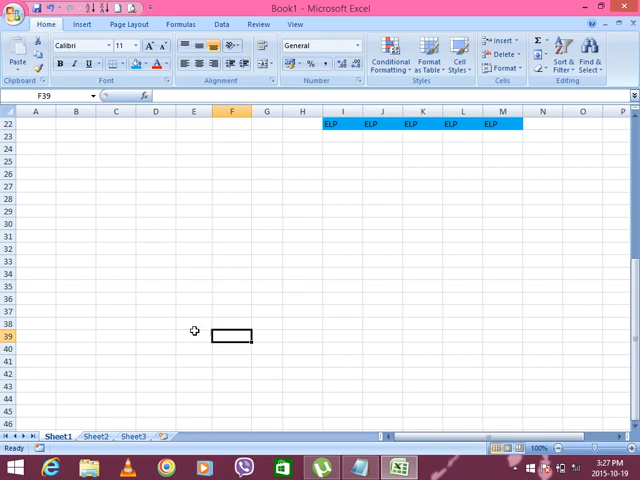 Book1 - Microsoft Excel
Home Insert Page Layout Formulas Data Review View
Paste Calibri 11 A A General Conditional Formatting Format as Table Cell Styles Insert Delete Format Sort & Filter Find & Select
B I U A $ % ,
Clipboard Font Alignment Number Styles Cells Editing
F39 fx
A B C D E F G H I J K L M N O P
22 ELP ELP ELP ELP ELP
23
24
25
26
27
28
29
30
31
32
33
34
35
36
37
38
39
40
41
42
43
44
45
46
Sheet1 Sheet2 Sheet3
Ready 100%
3:27 PM
2015-10-19